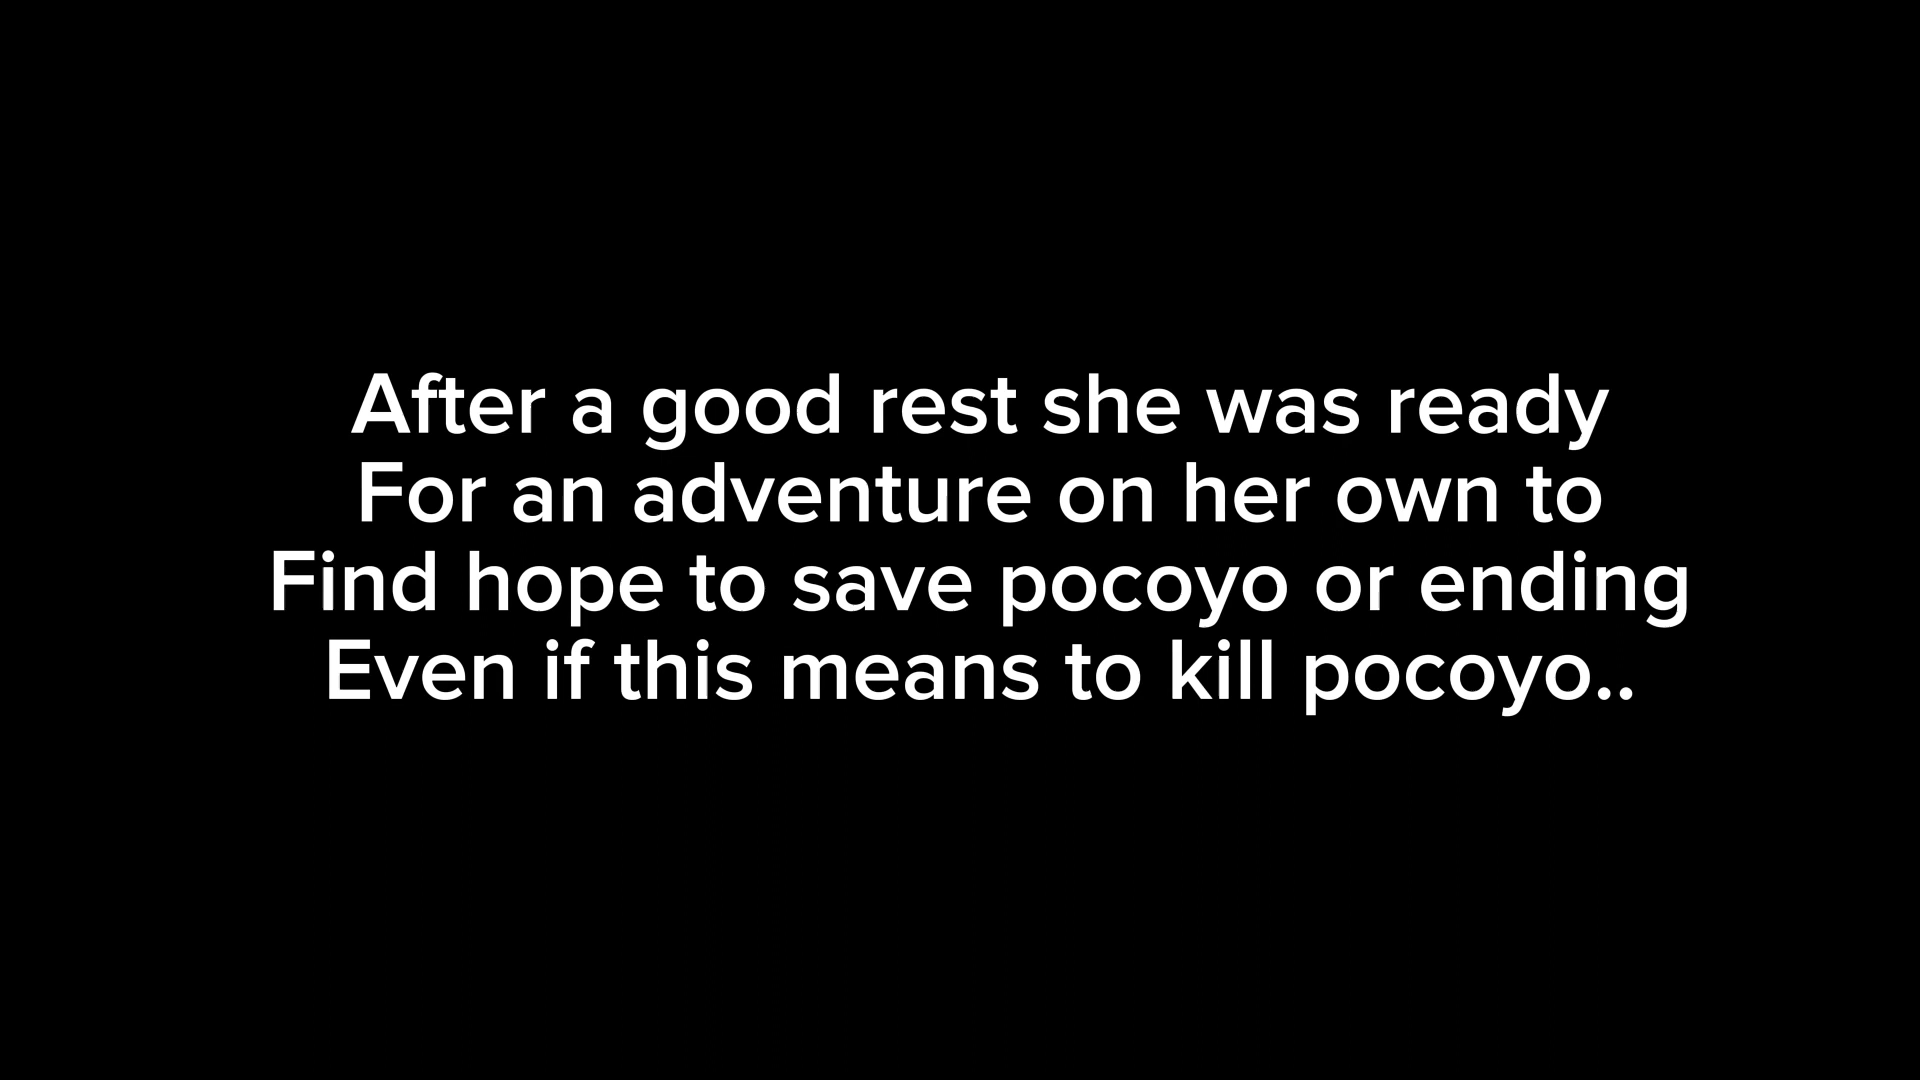 After a good rest she was ready
For an adventure on her own to
Find hope to save pocoyo or ending
Even if this means to kill pocoyo..